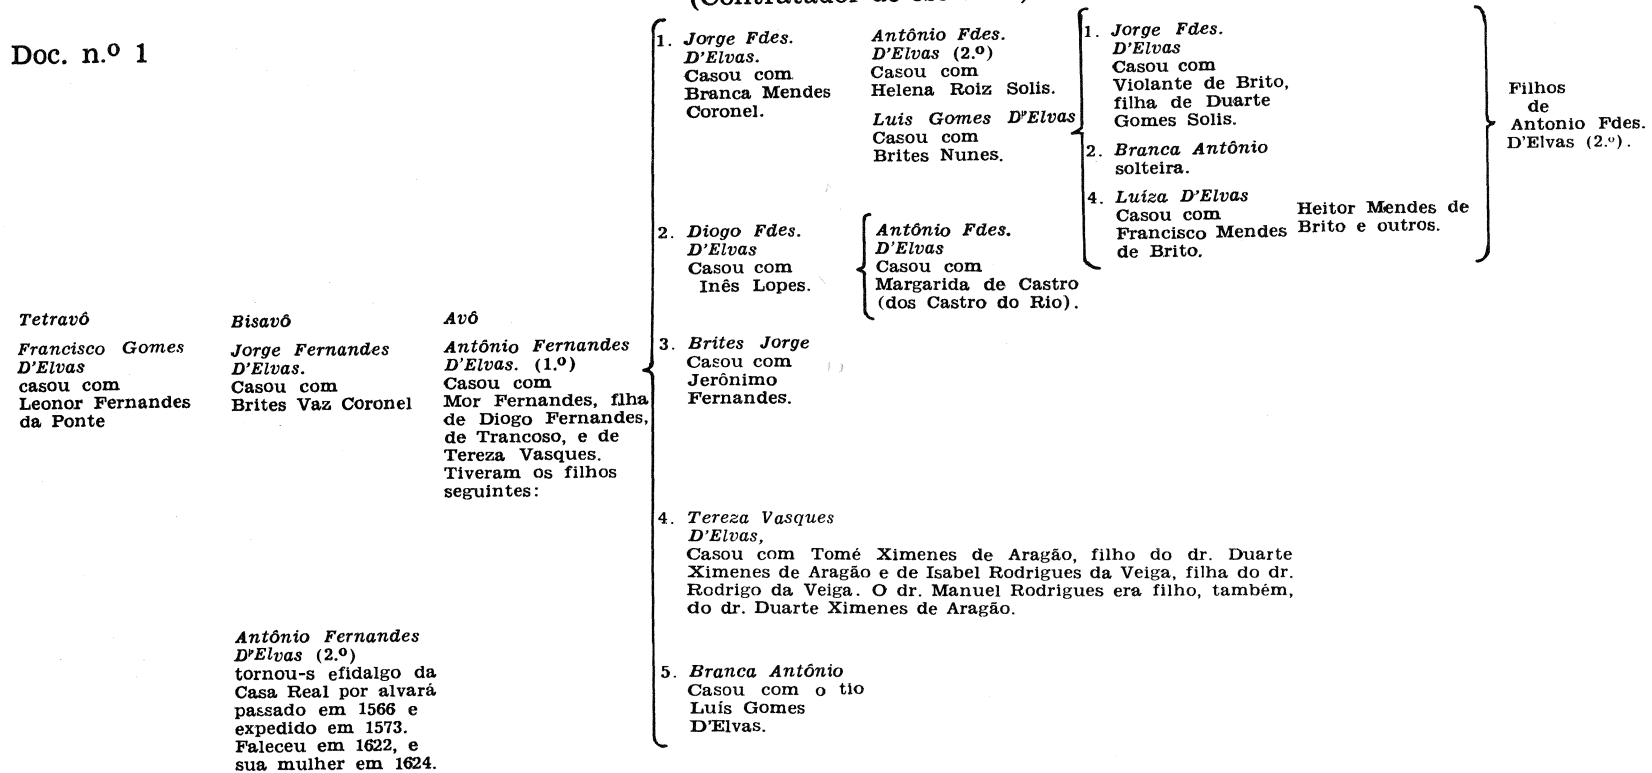 (Contratador de escravos)
Doc. n.º 1
Tetravô
Francisco Gomes
D'Elvas
casou com
Leonor Fernandes
da Ponte
Bisavô
Jorge Fernandes
D'Elvas.
Casou com
Brites Vaz Coronel
Antônio Fernandes
D'Elvas (2.º)
tornou-s efidalgo da
Casa Real por alvará
passado em 1566 e
expedido em 1573.
Faleceu em 1622, e
sua mulher em 1624.
Avô
Antônio Fernandes
D'Elvas. (1.º)
Casou com
Mor Fernandes, flha
de Diogo Fernandes,
de Trancoso, e de
Tereza Vasques.
Tiveram os filhos
seguintes:
1. Jorge Fdes.
D'Elvas.
Casou com
Branca Mendes
Coronel.
Antônio Fdes.
D'Elvas (2.º)
Casou com
Helena Roiz Solis.
Luis Gomes D'Elvas
Casou com
Brites Nunes.
1. Jorge Fdes.
D'Elvas
Casou com
Violante de Brito,
filha de Duarte
Gomes Solis.
2. Branca Antônio
solteira.
4. Luíza D'Elvas
Casou com
Francisco Mendes
de Brito.
Heitor Mendes de
Brito e outros.
Filhos
de
Antonio Fdes.
D'Elvas (2.º).
2. Diogo Fdes.
D'Elvas
Casou com
Inês Lopes.
Antônio Fdes.
D'Elvas
Casou com
Margarida de Castro
(dos Castro do Rio).
3. Brites Jorge
Casou com
Jerônimo
Fernandes.
4. Tereza Vasques
D'Elvas,
Casou com Tomé Ximenes de Aragão, filho do dr. Duarte
Ximenes de Aragão e de Isabel Rodrigues da Veiga, filha do dr.
Rodrigo da Veiga. O dr. Manuel Rodrigues era filho, também,
do dr. Duarte Ximenes de Aragão.
5. Branca Antônio
Casou com o tio
Luís Gomes
D'Elvas.